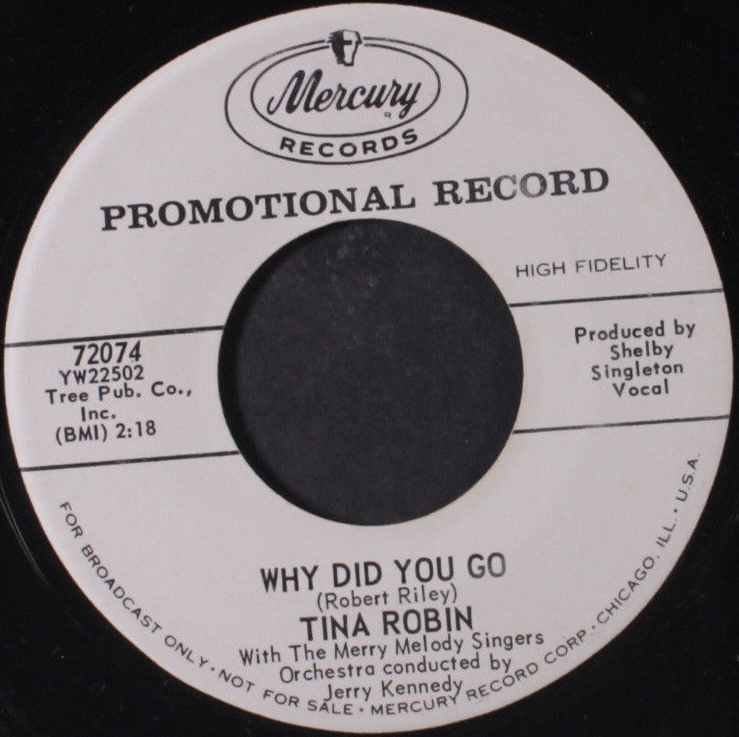 Mercury
R
RECORDS
PROMOTIONAL RECORD
HIGH FIDELITY
72074
YW22502
Tree Pub. Co.,
Inc.
(BMI) 2:18
Produced by
Shelby
Singleton
Vocal
WHY DID YOU GO
(Robert Riley)
TINA ROBIN
With The Merry Melody Singers
Orchestra conducted by
Jerry Kennedy
FOR BROADCAST ONLY • NOT FOR SALE • MERCURY RECORD CORP. • CHICAGO, ILL. • U.S.A.